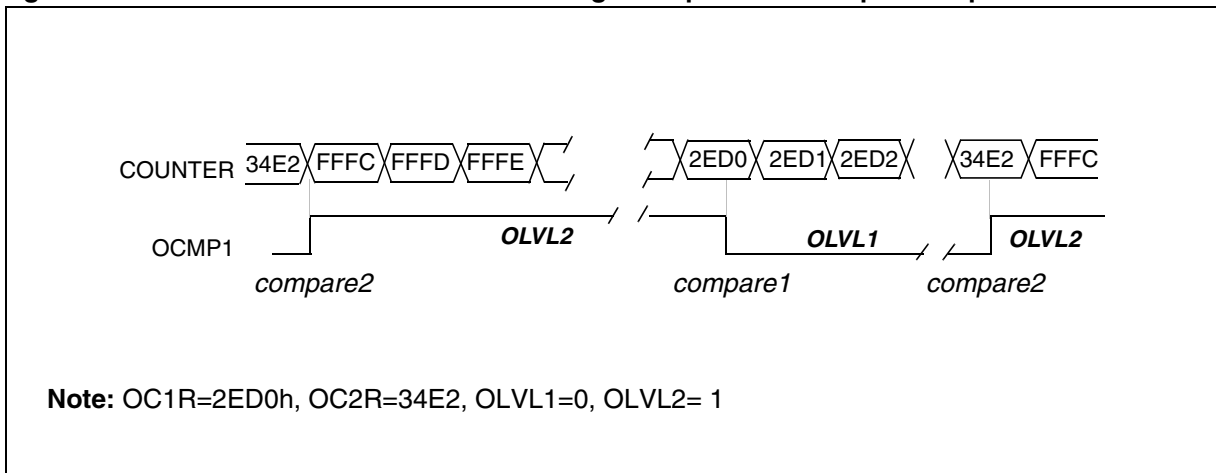 COUNTER 34E2 FFFC FFFD FFFE 2ED0 2ED1 2ED2 34E2 FFFC
OCMP1 OLVL2 OLVL1 OLVL2
compare2 compare1 compare2
Note: OC1R=2ED0h, OC2R=34E2, OLVL1=0, OLVL2= 1